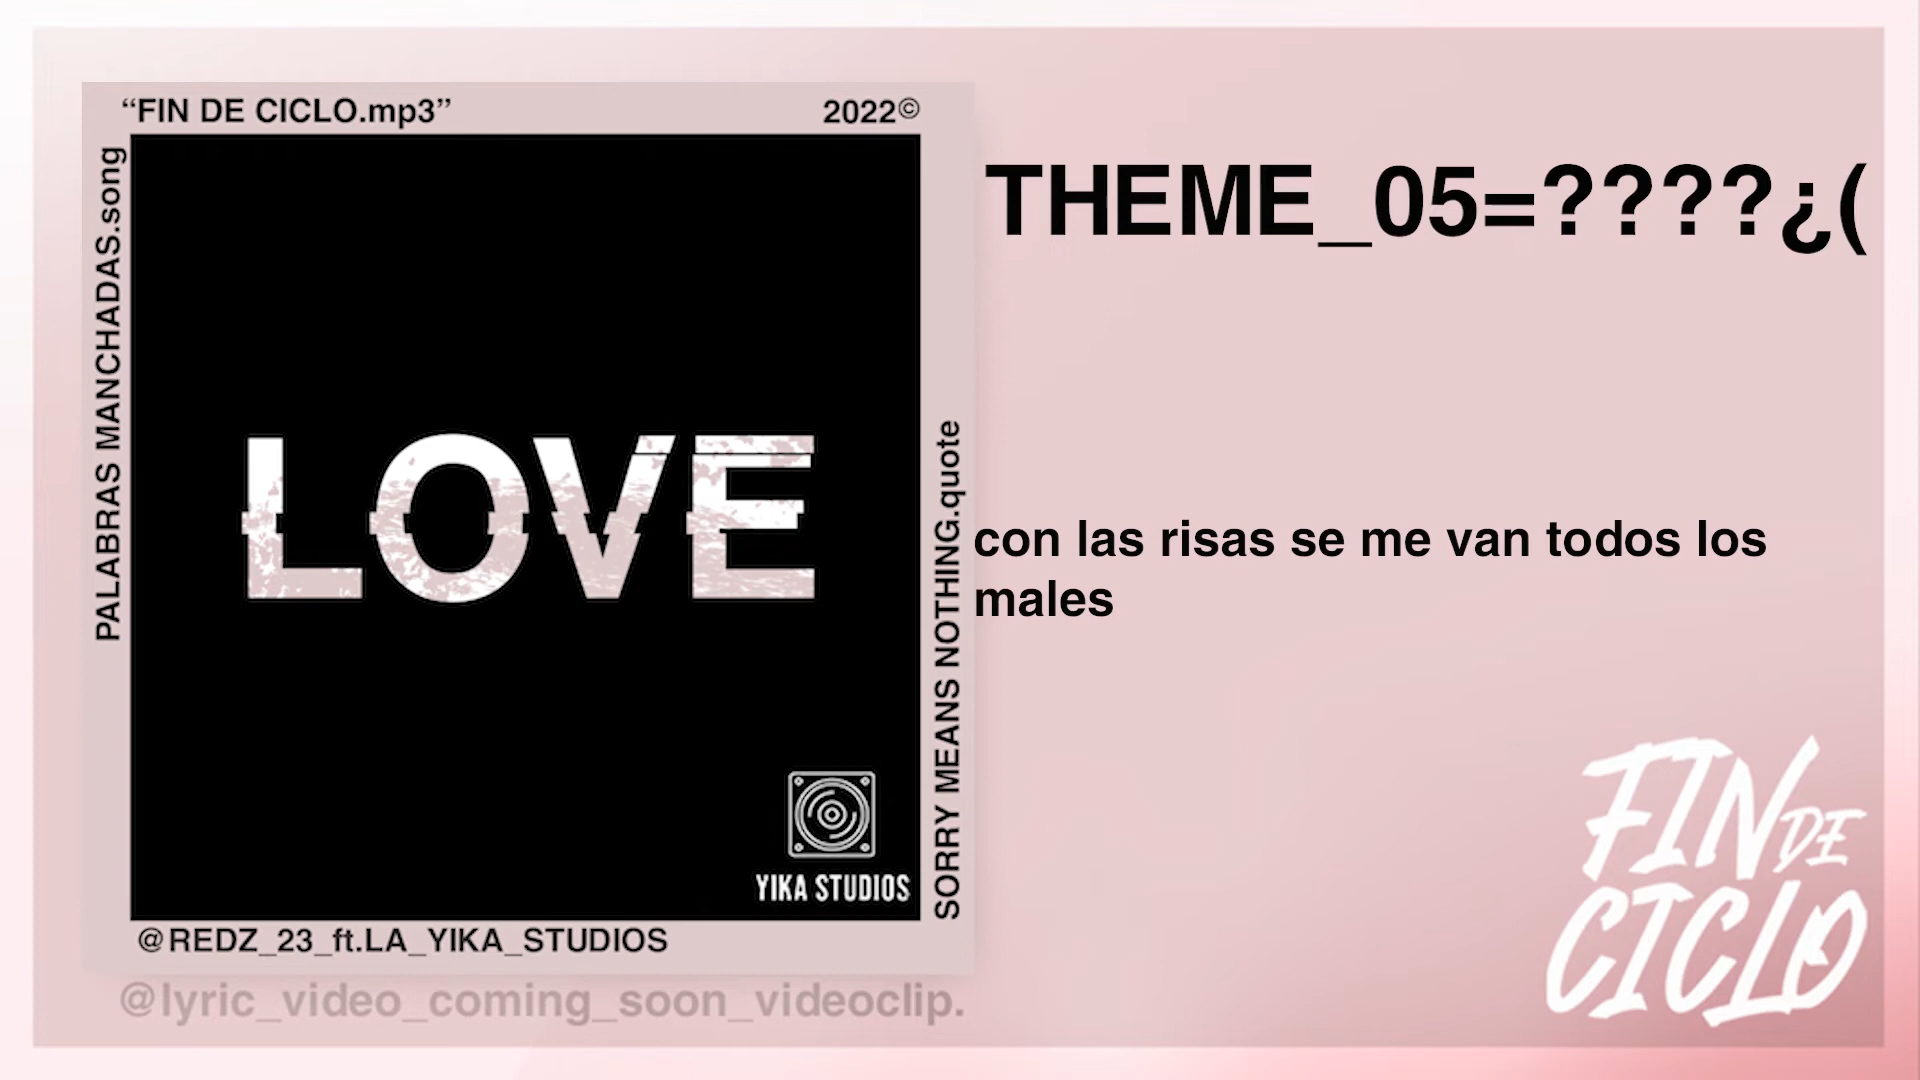 “FIN DE CICLO.mp3”
2022©
PALABRAS MANCHADAS.song
LOVE
YIKA STUDIOS
SORRY MEANS NOTHING.quote
@REDZ_23_ft.LA_YIKA_STUDIOS
@lyric_video_coming_soon_videoclip.
THEME_05=????¿(
con las risas se me van todos los
males
FIN DE
CICLO